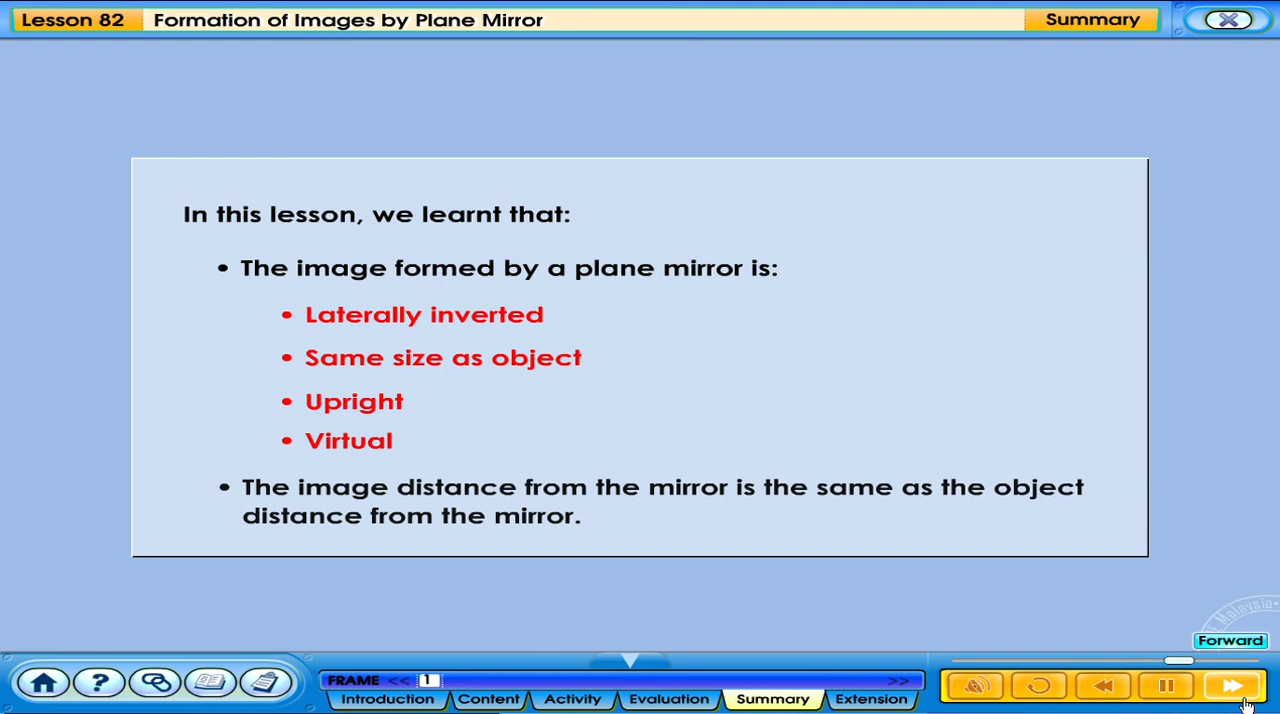 Lesson 82
Formation of Images by Plane Mirror
Summary
In this lesson, we learnt that:
• The image formed by a plane mirror is:
• Laterally inverted
• Same size as object
• Upright
• Virtual
• The image distance from the mirror is the same as the object
distance from the mirror.
Malaysia
Forward
FRAME << 1 >>
Introduction
Content
Activity
Evaluation
Summary
Extension